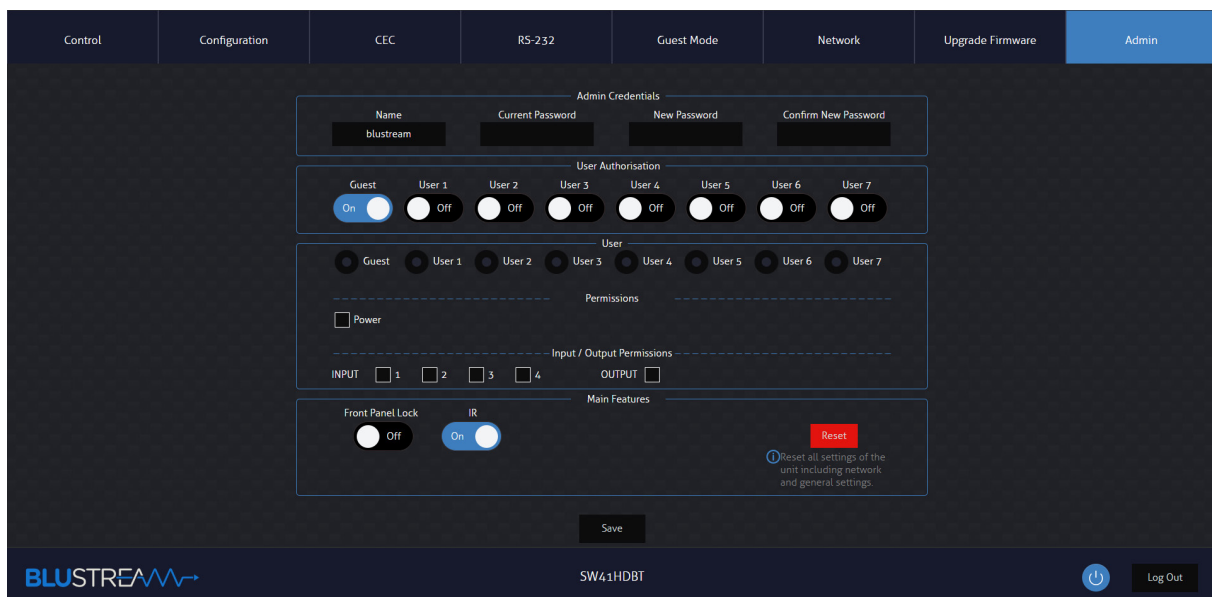 Control Configuration CEC RS-232 Guest Mode Network Upgrade Firmware Admin
Admin Credentials
Name Current Password New Password Confirm New Password
blustream
User Authorisation
Guest User 1 User 2 User 3 User 4 User 5 User 6 User 7
On Off Off Off Off Off Off Off
User
Guest User 1 User 2 User 3 User 4 User 5 User 6 User 7
Permissions
Power
Input / Output Permissions
INPUT 1 2 3 4 OUTPUT
Main Features
Front Panel Lock IR
Off On Reset
Reset all settings of the
unit including network
and general settings.
Save
BLUSTREAM SW41HDBT Log Out